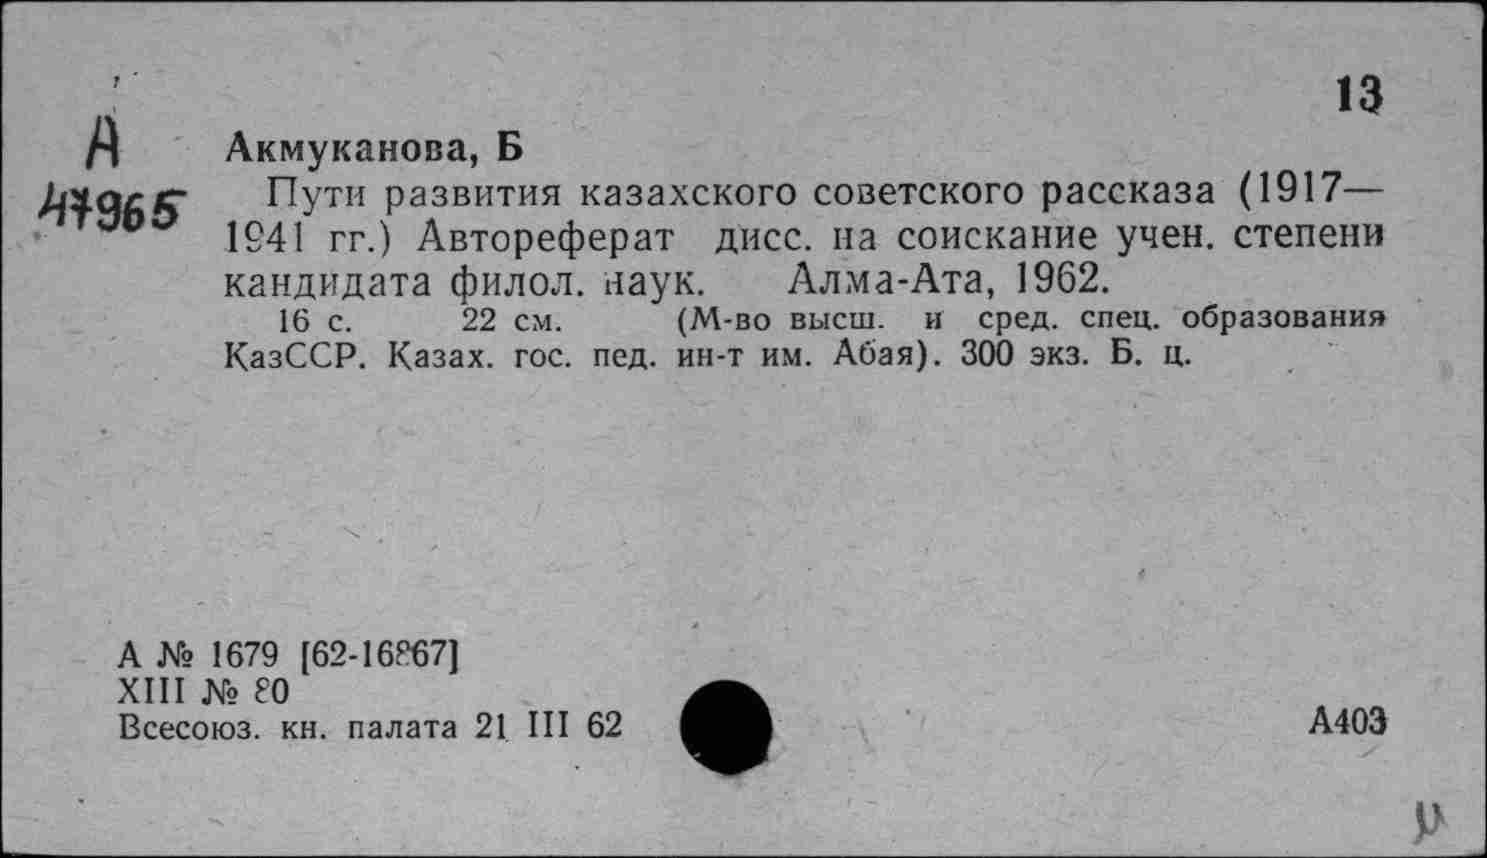 13
А
Акмуканова, Б
Пути развития казахского советского рассказа (1917—
1941 гг.) Автореферат дисс. на соискание учен. степени
кандидата филол. наук. Алма-Ата, 1962.
16 с. 22 см. (М-во высш. и сред. спец. образования
КазССР. Казах. гос. пед. ин-т им. Абая). 300 экз. Б. ц.
А № 1679 [62-16867]
XIII № 80
Всесоюз. кн. палата 21 III 62
А403